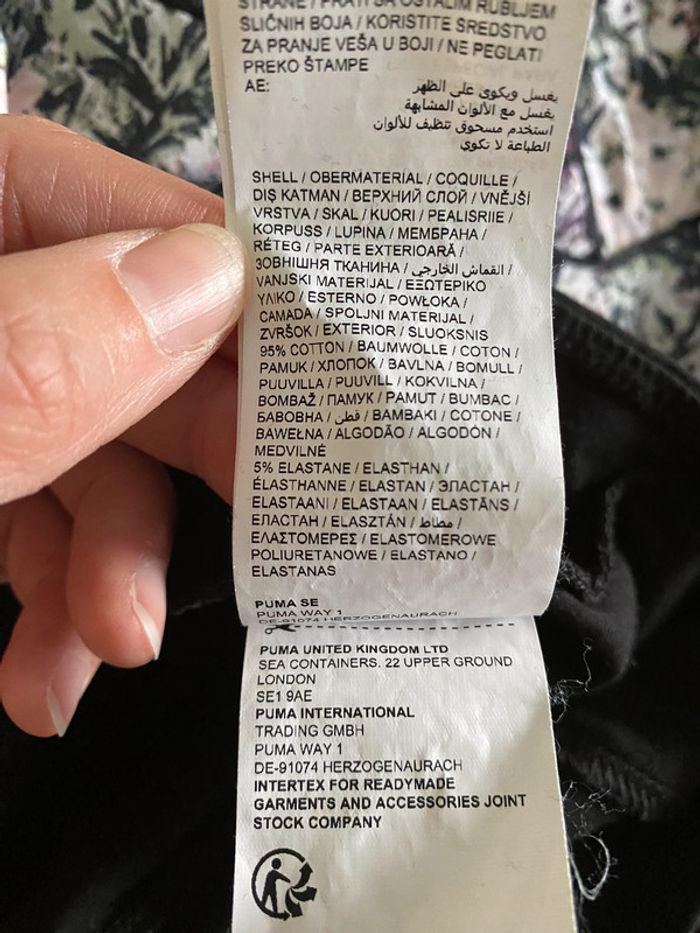 STRANE / PRATI SA OSTALIM RUBLJEM
SLIČNIH BOJA / KORISTITE SREDSTVO
ZA PRANJE VEŠA U BOJI / NE PEGLATI
PREKO ŠTAMPE
AE:
يغسل ويكوى على الظهر
يغسل مع الألوان المشابهة
استخدم مسحوق تنظيف للألوان
الطباعة لا تكوي
SHELL / OBERMATERIAL / COQUILLE /
DIŞ KATMAN / ВЕРХНИЙ СЛОЙ / VNĚJŠÍ
VRSTVA / SKAL / KUORI / PEALISRIIE /
KORPUSS / LUPINA / МЕМБРАНА /
RÉTEG / PARTE EXTERIOARĂ /
ЗОВНІШНЯ ТКАНИНА / القماش الخارجي /
VANJSKI MATERIJAL / ΕΞΩΤΕΡΙΚΟ
ΥΛΙΚΟ / ESTERNO / POWŁOKA /
CAMADA / SPOLJNI MATERIJAL /
ZVRŠOK / EXTERIOR / SLUOKSNIS
95% COTTON / BAUMWOLLE / COTON /
PAMUK / ХЛОПОК / BAVLNA / BOMULL /
PUUVILLA / PUUVILL / KOKVILNA /
BOMBAŽ / ПАМУК / PAMUT / BUMBAC /
БАВОВНА / قطن / ΒΑΜΒΑΚΙ / COTONE /
BAWEŁNA / ALGODÃO / ALGODÓN /
MEDVILNĖ
5% ELASTANE / ELASTHAN /
ÉLASTHANNE / ELASTAN / ЭЛАСТАН /
ELASTAANI / ELASTAAN / ELASTĀNS /
ЕЛАСТАН / ELASZTÁN / مطاط /
ΕΛΑΣΤΟΜΕΡΕΣ / ELASTOMEROWE
POLIURETANOWE / ELASTANO /
ELASTANAS
PUMA SE
PUMA WAY 1
DE-91074 HERZOGENAURACH
PUMA UNITED KINGDOM LTD
SEA CONTAINERS. 22 UPPER GROUND
LONDON
SE1 9AE
PUMA INTERNATIONAL
TRADING GMBH
PUMA WAY 1
DE-91074 HERZOGENAURACH
INTERTEX FOR READYMADE
GARMENTS AND ACCESSORIES JOINT
STOCK COMPANY